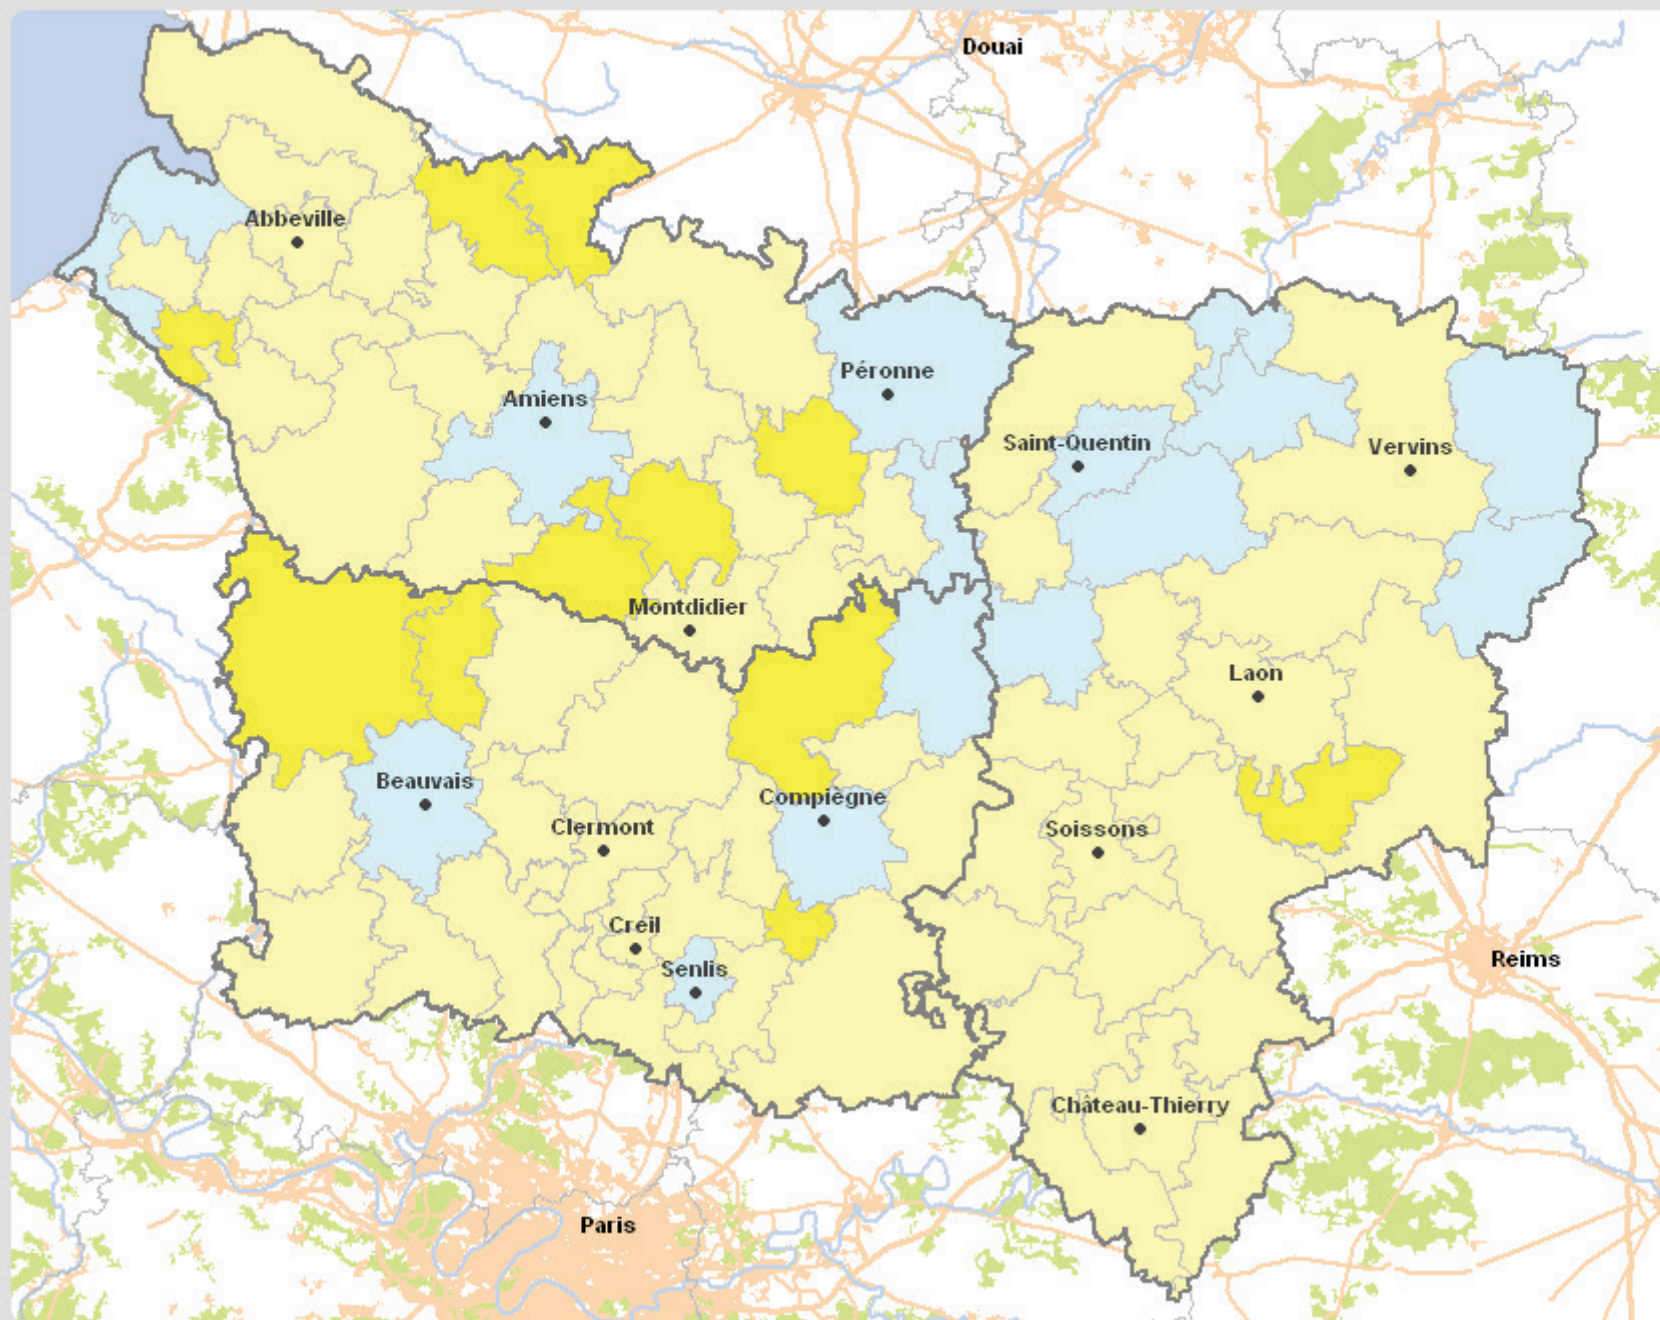 Douai
Abbeville
Péronne
Amiens
Saint-Quentin
Vervins
Montdidier
Laon
Beauvais
Compiègne
Clermont
Soissons
Creil
Senlis
Reims
Château-Thierry
Paris